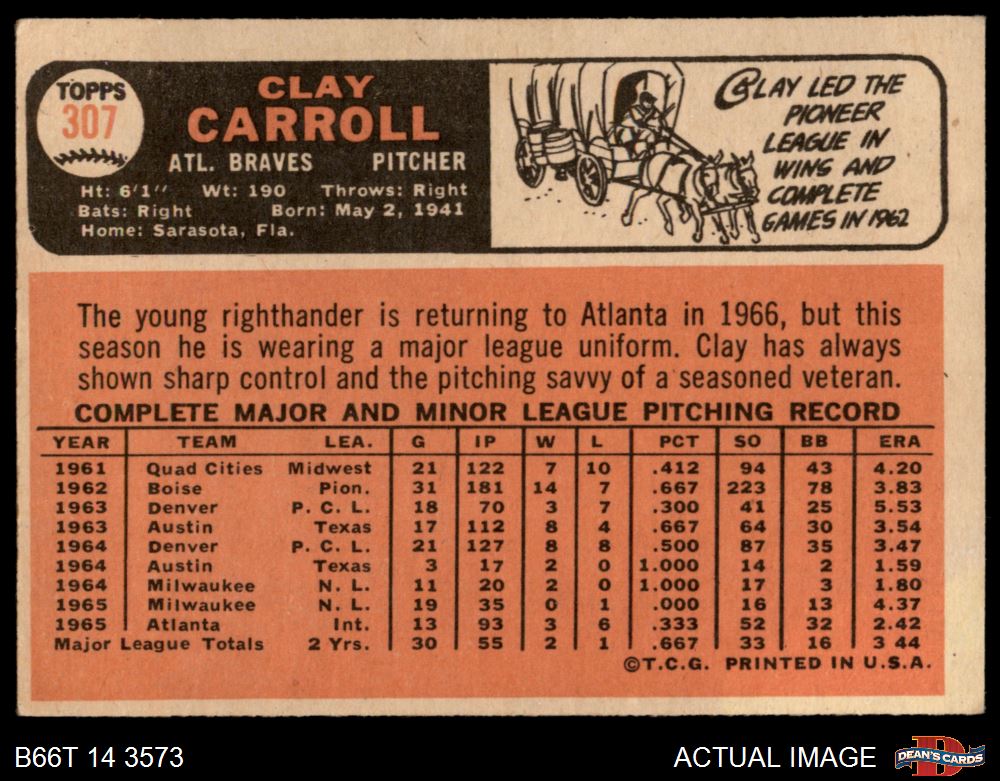 TOPPS
307
CLAY
CARROLL
ATL. BRAVES PITCHER
Ht: 6'1" Wt: 190 Throws: Right
Bats: Right Born: May 2, 1941
Home: Sarasota, Fla.
CLAY LED THE
PIONEER
LEAGUE IN
WINS AND
COMPLETE
GAMES IN 1962
The young righthander is returning to Atlanta in 1966, but this
season he is wearing a major league uniform. Clay has always
shown sharp control and the pitching savvy of a seasoned veteran.
COMPLETE MAJOR AND MINOR LEAGUE PITCHING RECORD
YEAR TEAM LEA. G IP W L PCT SO BB ERA
1961 Quad Cities Midwest 21 122 7 10 .412 94 43 4.20
1962 Boise Pion. 31 181 14 7 .667 223 78 3.83
1963 Denver P. C. L. 18 70 3 7 .300 41 25 5.53
1963 Austin Texas 17 112 8 4 .667 64 30 3.54
1964 Denver P. C. L. 21 127 8 8 .500 87 35 3.47
1964 Austin Texas 3 17 2 0 1.000 14 2 1.59
1964 Milwaukee N. L. 11 20 2 0 1.000 17 3 1.80
1965 Milwaukee N. L. 19 35 0 1 .000 16 13 4.37
1965 Atlanta Int. 13 93 3 6 .333 52 32 2.42
Major League Totals 2 Yrs. 30 55 2 1 .667 33 16 3 44
©T.C.G. PRINTED IN U.S.A.
B66T 14 3573 ACTUAL IMAGE DEAN'S CARDS